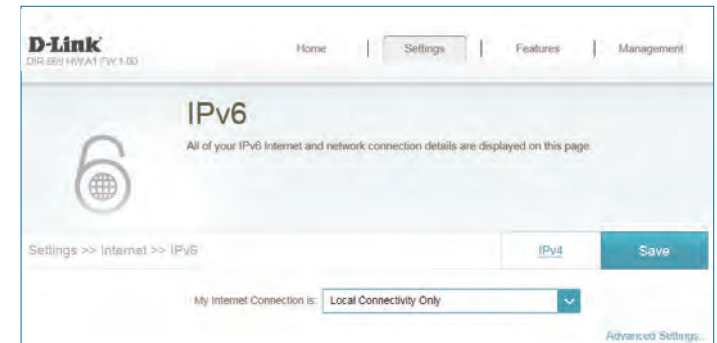 D-Link
DIR-869 HW:A1 FW:1.00
Home | Settings | Features | Management
IPv6
All of your IPv6 Internet and network connection details are displayed on this page.
Settings >> Internet >> IPv6
IPv4
Save
My Internet Connection is: Local Connectivity Only
Advanced Settings...